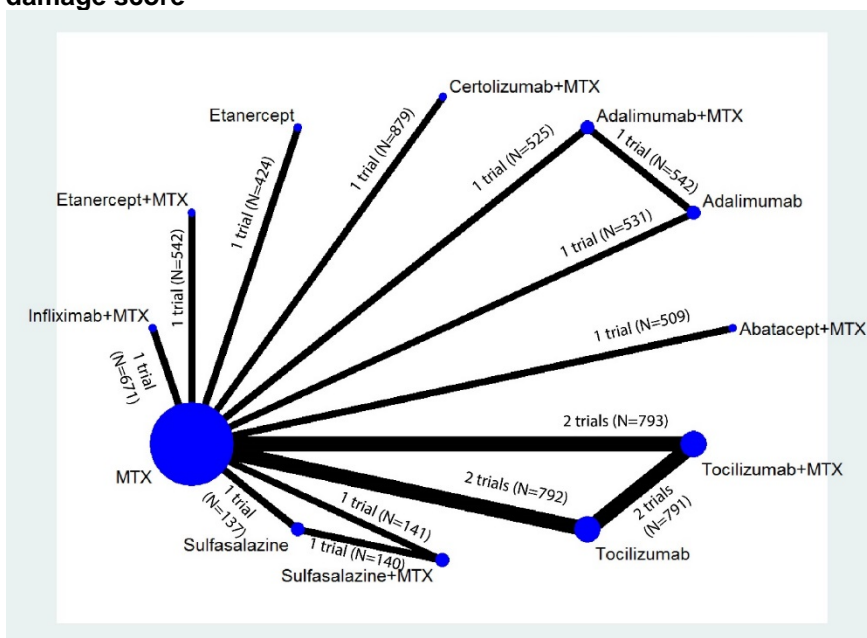 damage score
Certolizumab+MTX
Etanercept
Adalimumab+MTX
1 trial (N=879)
1 trial (N=525)
1 trial (N=542)
1 trial (N=424)
Etanercept+MTX
Adalimumab
1 trial (N=542)
1 trial (N=531)
Infliximab+MTX
1 trial
(N=671)
1 trial (N=509)
Abatacept+MTX
2 trials (N=793)
MTX
Tocilizumab+MTX
2 trials (N=792)
2 trials
(N=791)
1 trial
(N=137)
1 trial (N=141)
Sulfasalazine
1 trial (N=140)
Tocilizumab
Sulfasalazine+MTX